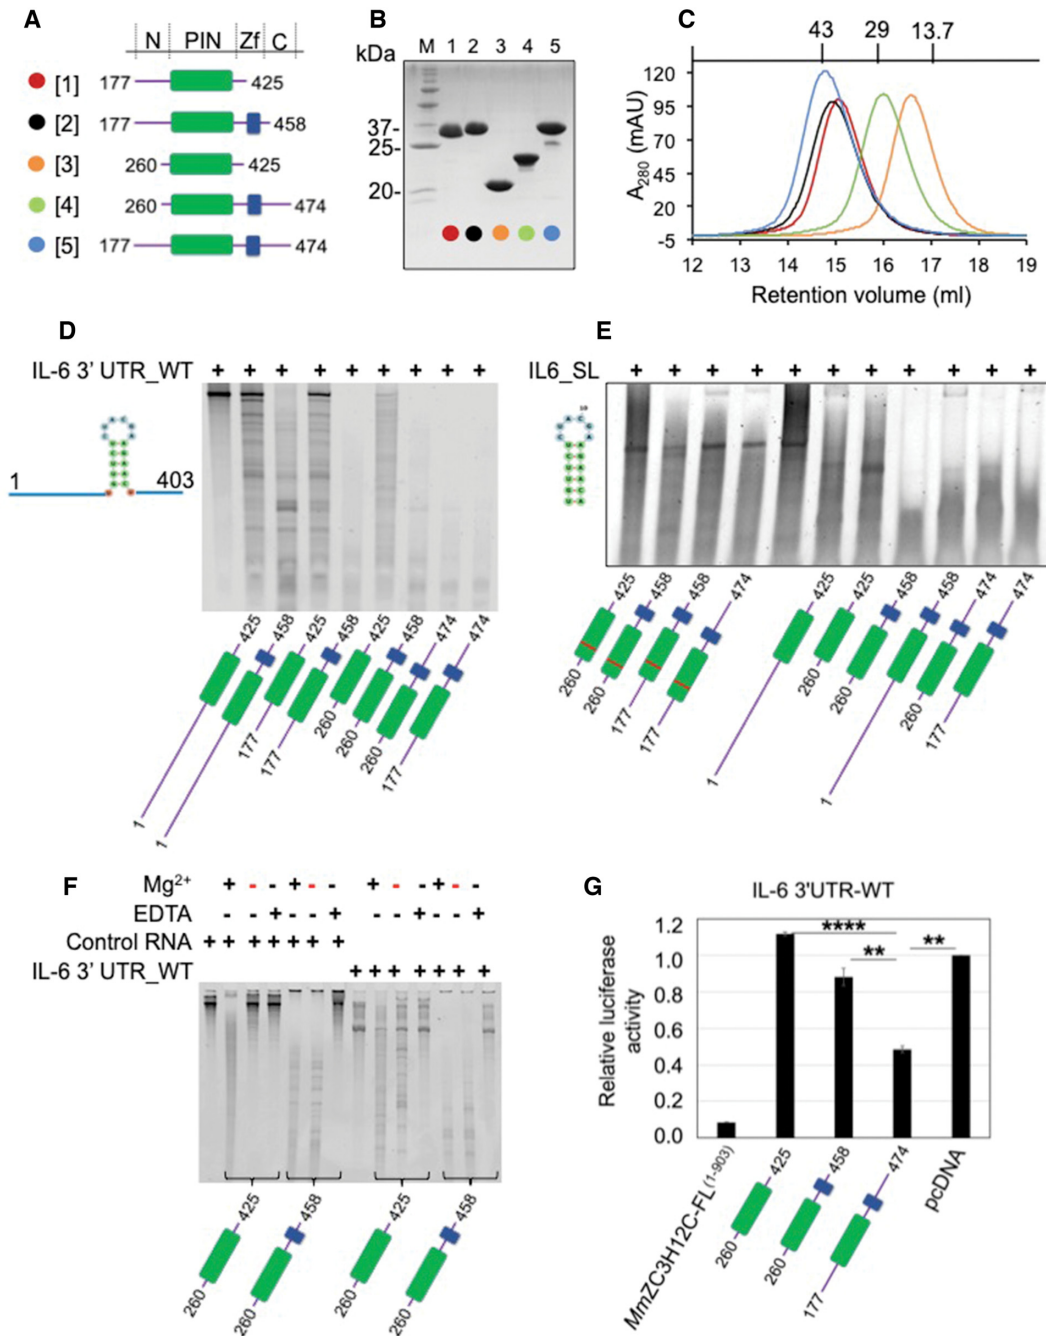 A
N PIN Zf C
[1] 177 425
[2] 177 458
[3] 260 425
[4] 260 474
[5] 177 474
B
kDa M 1 2 3 4 5
37-
25-
20-
C
43 29 13.7
120
95
70
45
20
-5
A280 (mAU)
12 13 14 15 16 17 18 19
Retention volume (ml)
D
IL-6 3' UTR_WT + + + + + + + +
1 403
425 458 425 458 425 458 474 474
1 1 177 177 260 260 260 177
E
IL6_SL + + + + + + + + + + +
10
425 458 458 474 425 425 458 458 474 474
260 260 177 177 1 260 260 1 260 177
F
Mg2+ + - - + - - + - - + - -
EDTA - - + - - + - - + - - +
Control RNA + + + + + + +
IL-6 3' UTR_WT + + + + + + +
425 458 425 458
260 260 260 260
G
IL-6 3'UTR-WT
1.2
1.0
0.8
0.6
0.4
0.2
0.0
Relative luciferase
activity
**** ** **
MmZC3H12C-FL(1-903)
425 458 474
260 260 177
pcDNA